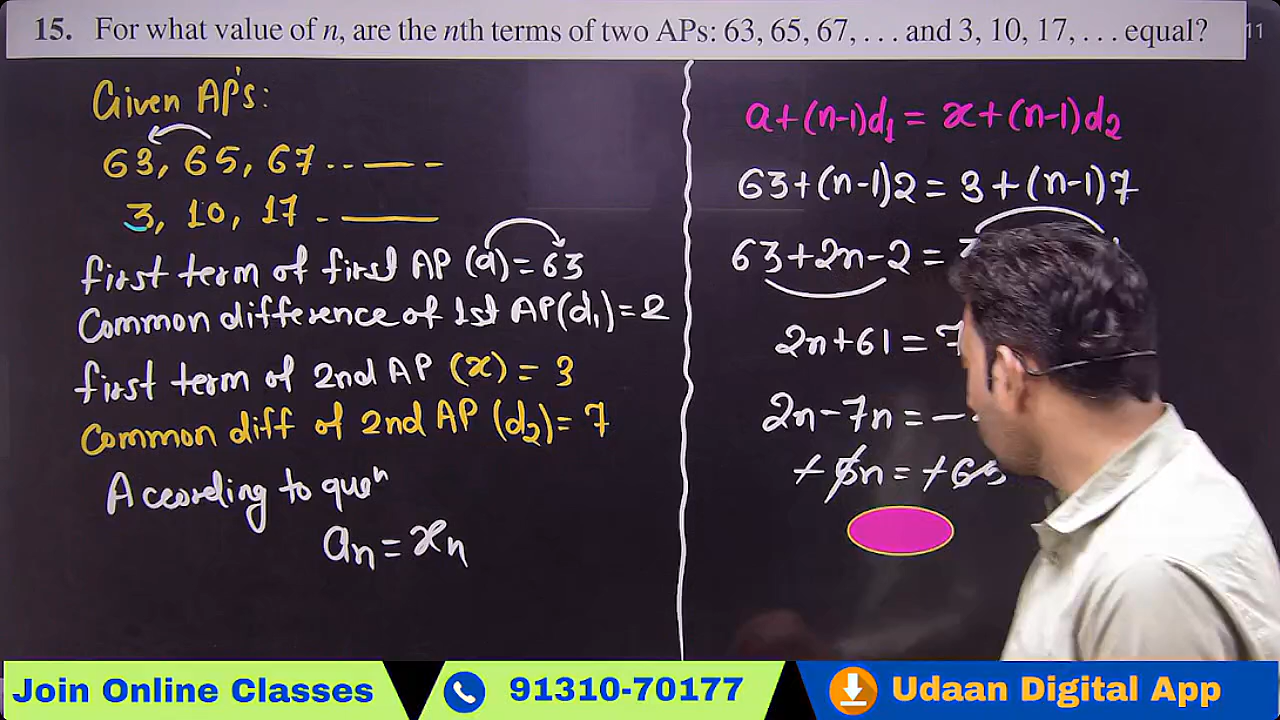 15. For what value of n, are the nth terms of two APs: 63, 65, 67, . . . and 3, 10, 17, . . . equal?
11
Given AP's:
63, 65, 67 ..
3, 10, 17 .
first term of first AP (a) = 63
Common difference of 1st AP(d₁) = 2
first term of 2nd AP (x) = 3
Common diff of 2nd AP (d₂) = 7
According to queⁿ
aₙ = xₙ
a+(n-1)d₁ = x+(n-1)d₂
63+(n-1)2 = 3+(n-1)7
63+2n-2 =
2n+61 = 7
2n-7n = -
+5n = +65
Join Online Classes
91310-70177
Udaan Digital App